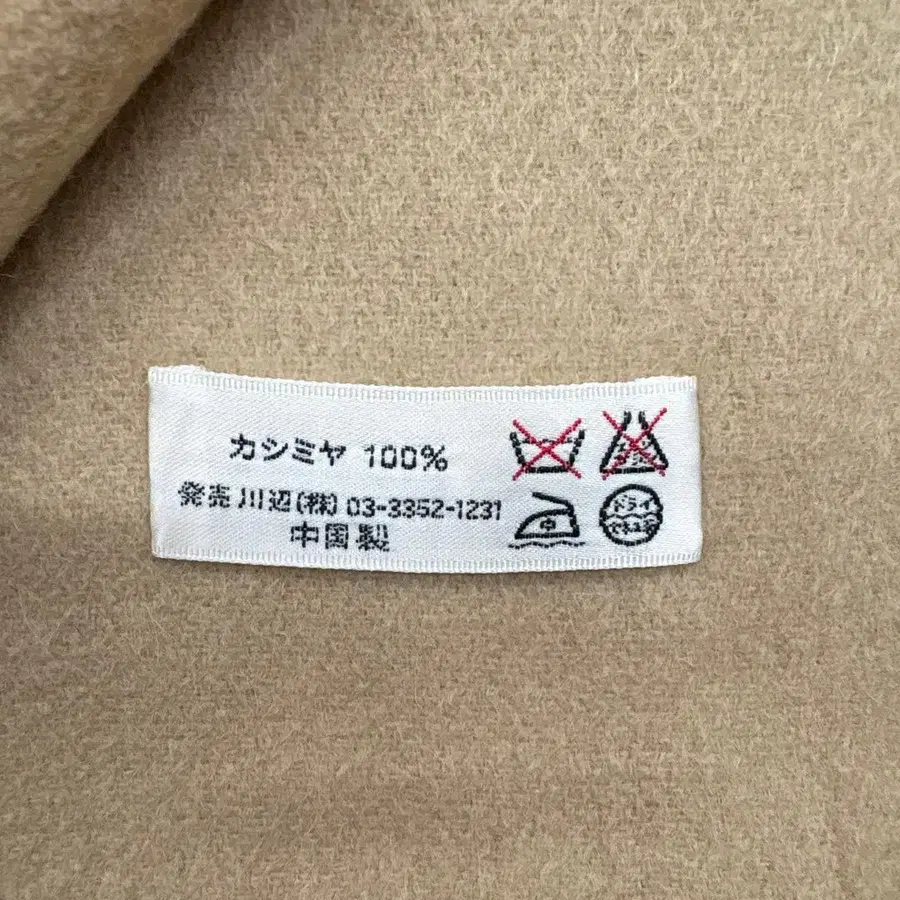 カシミヤ 100%
発売 川辺(株) 03-3352-1231
中国製
中
ドライ